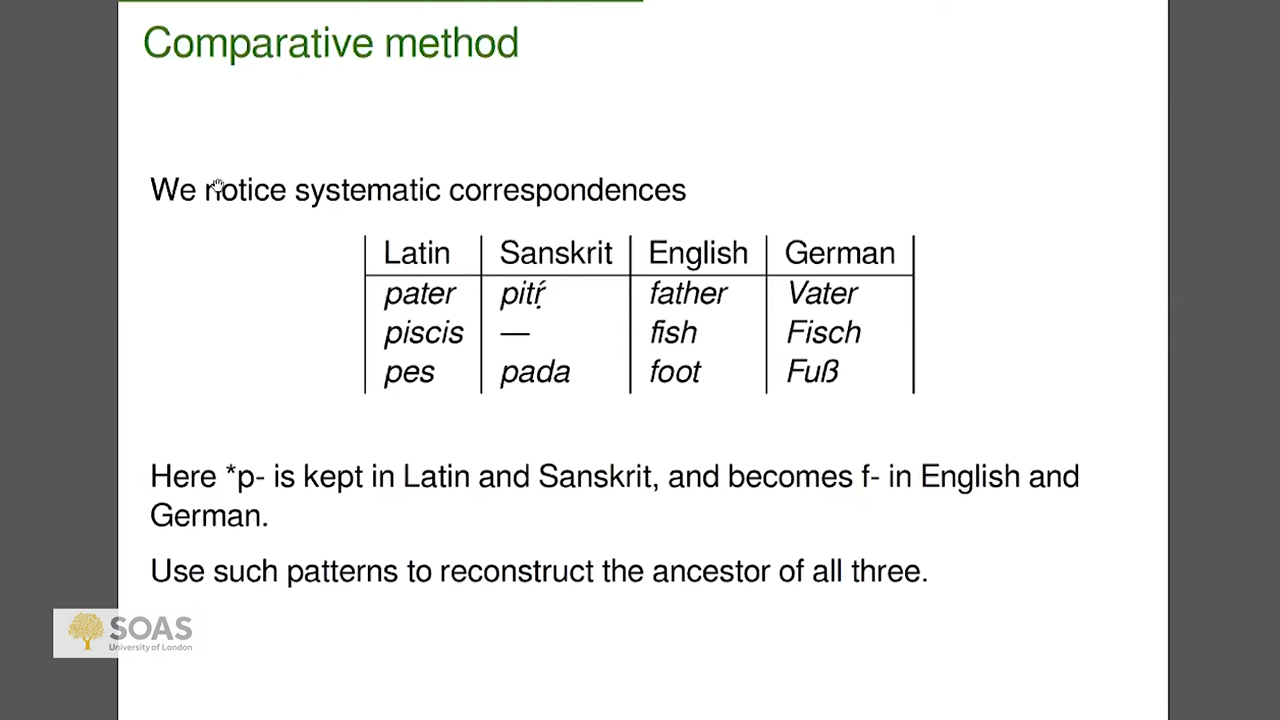 Comparative method
We notice systematic correspondences
Latin Sanskrit English German
pater pitṛ́ father Vater
piscis — fish Fisch
pes pada foot Fuß
Here *p- is kept in Latin and Sanskrit, and becomes f- in English and
German.
Use such patterns to reconstruct the ancestor of all three.
SOAS
University of London